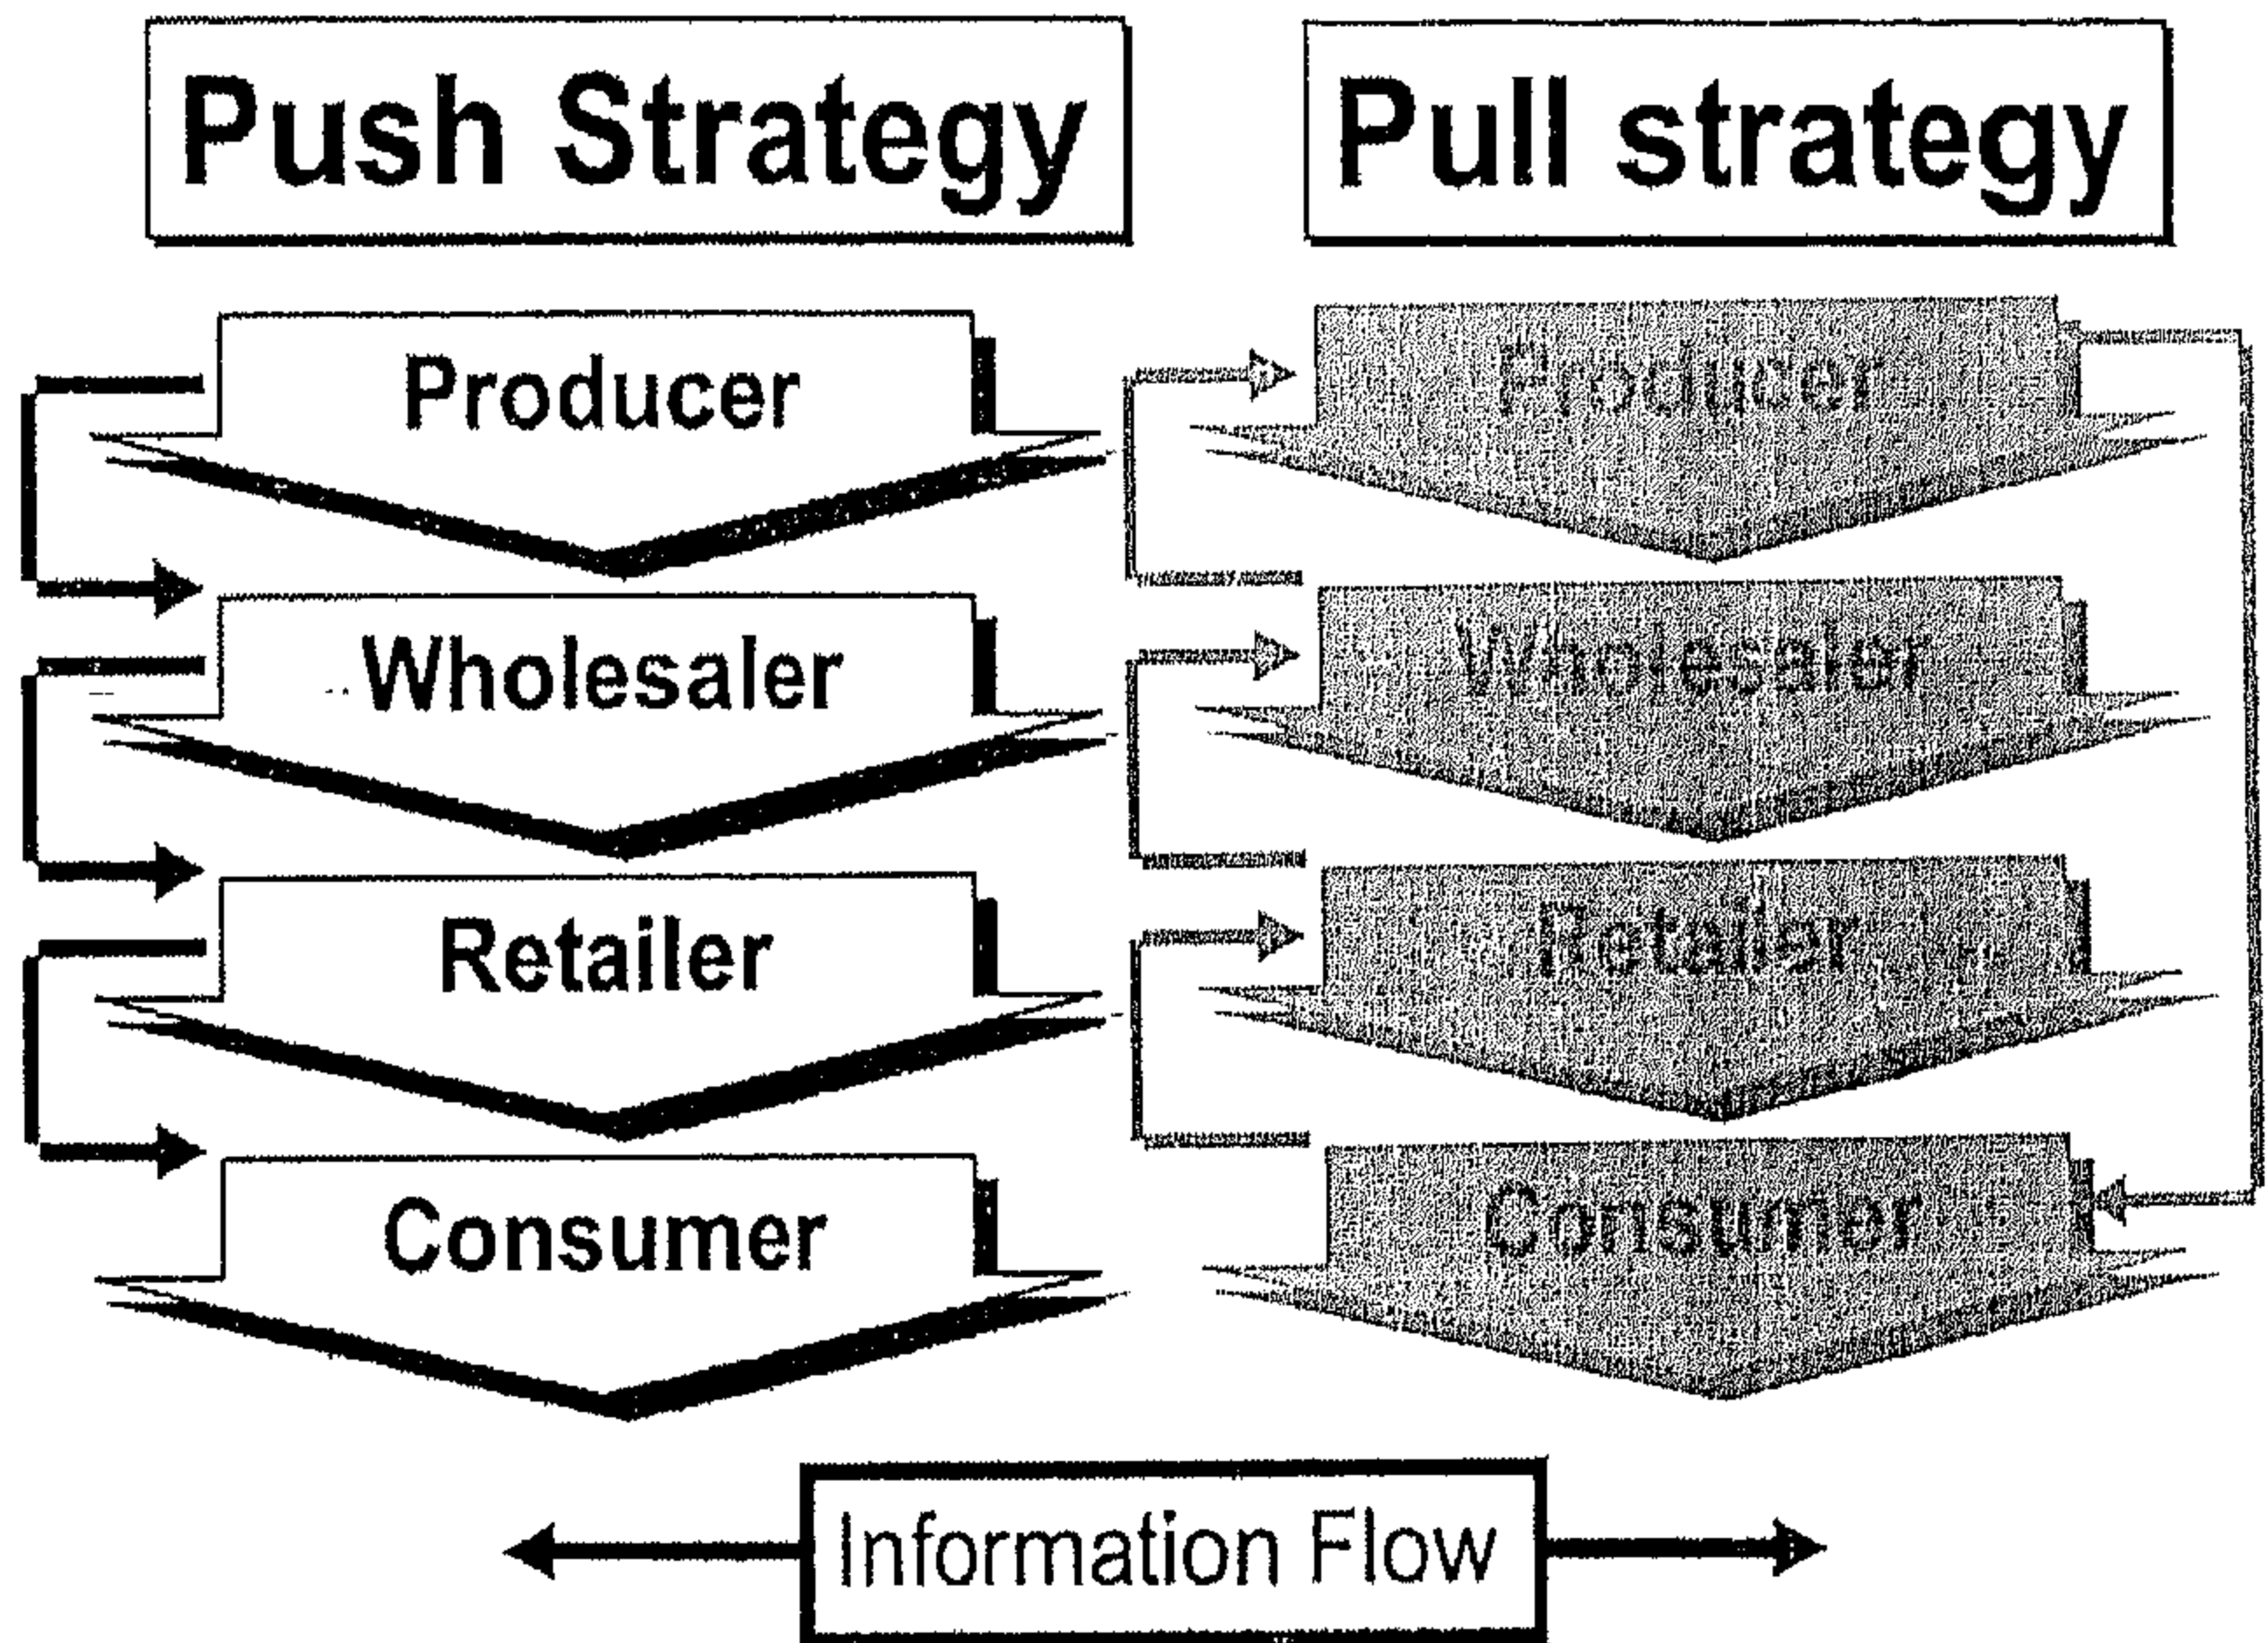 Push Strategy
Pull strategy
Producer
Wholesaler
Retailer
Consumer
Producer
Wholesaler
Retailer
Consumer
Information Flow